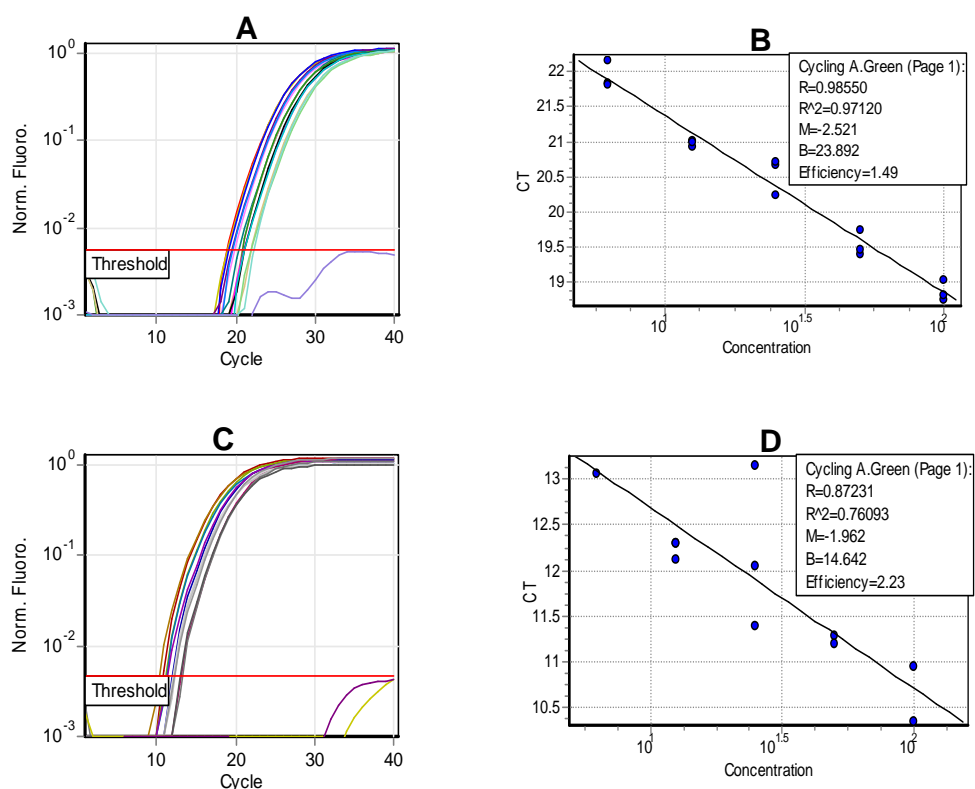 A
Norm. Fluoro.
10^0
10^-1
10^-2
10^-3
Threshold
10
20
30
40
Cycle
B
CT
22
21.5
21
20.5
20
19.5
19
Cycling A.Green (Page 1):
R=0.98550
R^2=0.97120
M=-2.521
B=23.892
Efficiency=1.49
10^1
10^1.5
10^2
Concentration
C
Norm. Fluoro.
10^0
10^-1
10^-2
10^-3
Threshold
10
20
30
40
Cycle
D
CT
13
12.5
12
11.5
11
10.5
Cycling A.Green (Page 1):
R=0.87231
R^2=0.76093
M=-1.962
B=14.642
Efficiency=2.23
10^1
10^1.5
10^2
Concentration